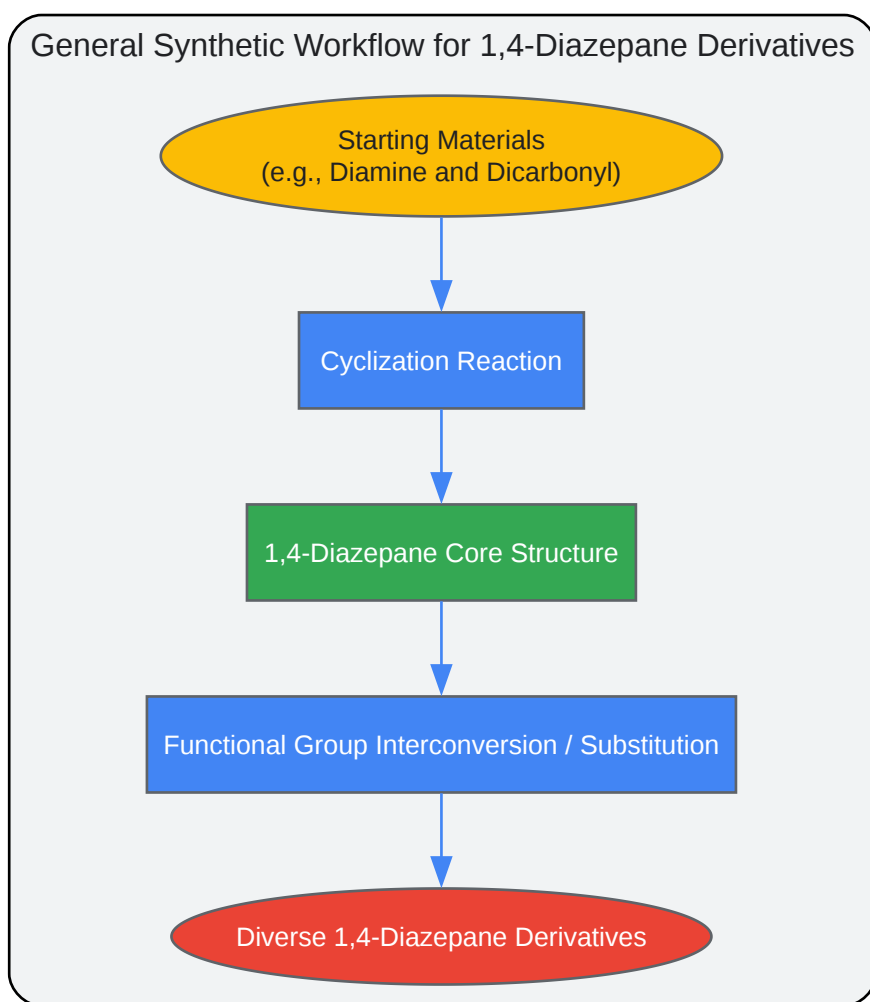 General Synthetic Workflow for 1,4-Diazepane Derivatives
Starting Materials
(e.g., Diamine and Dicarbonyl)
Cyclization Reaction
1,4-Diazepane Core Structure
Functional Group Interconversion / Substitution
Diverse 1,4-Diazepane Derivatives